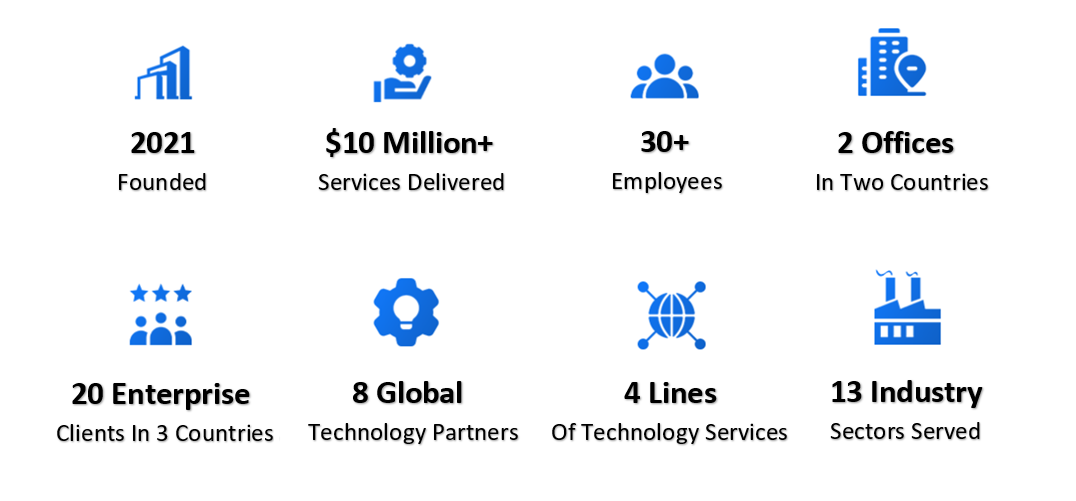 2021
Founded
$10 Million+
Services Delivered
30+
Employees
2 Offices
In Two Countries
20 Enterprise
Clients In 3 Countries
8 Global
Technology Partners
4 Lines
Of Technology Services
13 Industry
Sectors Served